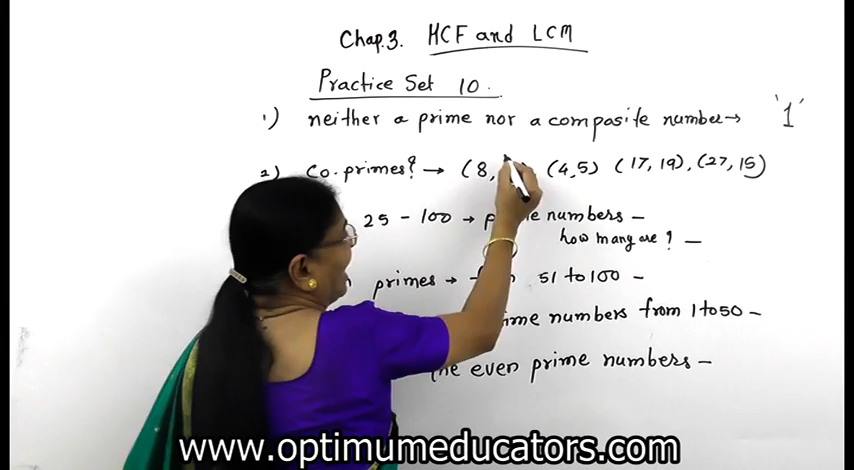 Chap.3. HCF and LCM
Practice Set 10.
1) neither a prime nor a composite number → '1'
2) Co.primes? → (8, (4,5) (17, 19), (27, 15)
25 - 100 → numbers -
how many are ? -
primes → 51 to 100 -
numbers from 1 to 50 -
the even prime numbers -
www.optimumeducators.com